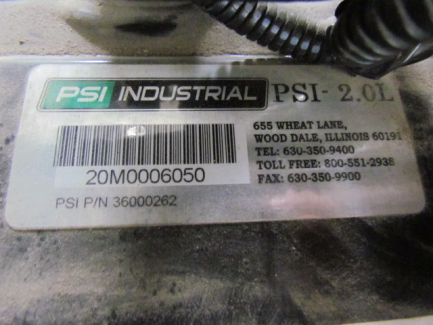 PSI INDUSTRIAL PSI- 2.0L
655 WHEAT LANE,
WOOD DALE, ILLINOIS 60191
TEL: 630-350-9400
TOLL FREE: 800-551-2938
FAX: 630-350-9900
20M0006050
PSI P/N 36000262